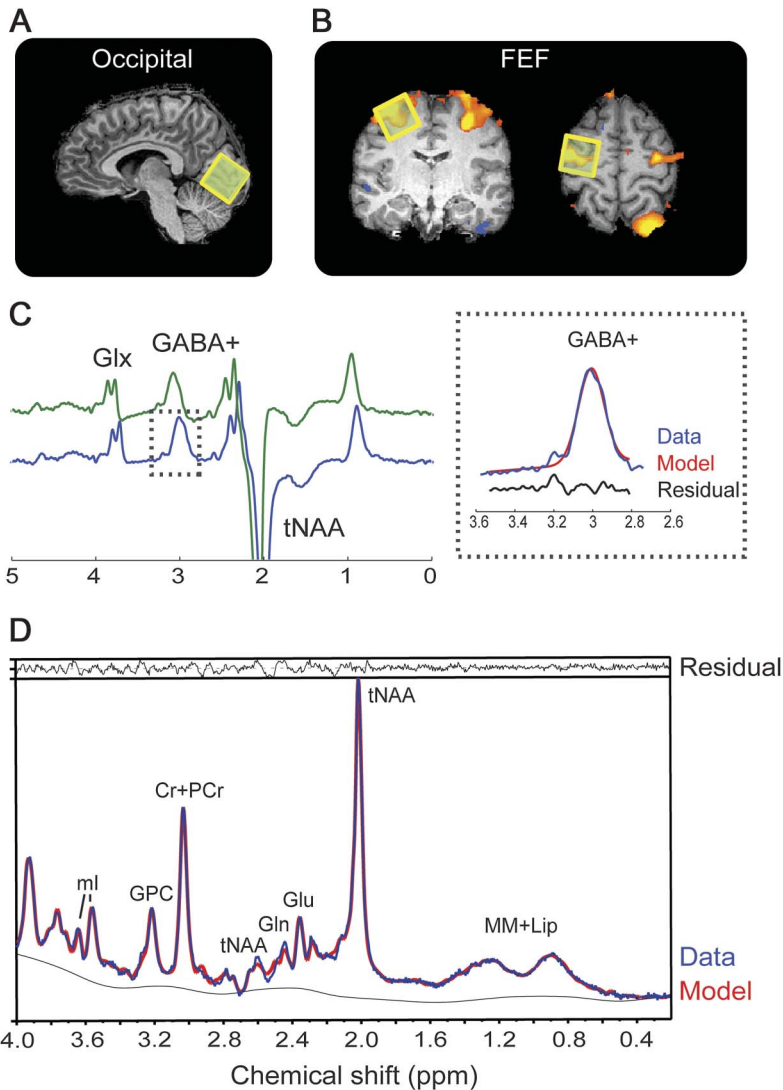 A
Occipital
B
FEF
C
Glx
GABA+
tNAA
5 4 3 2 1 0
GABA+
Data
Model
Residual
3.6 3.4 3.2 3 2.8 2.6
D
Residual
tNAA
Cr+PCr
mI
GPC
tNAA
Gln
Glu
MM+Lip
Data
Model
4.0 3.6 3.2 2.8 2.4 2.0 1.6 1.2 0.8 0.4
Chemical shift (ppm)